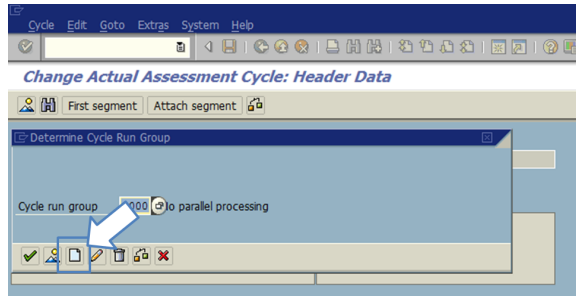 Cycle Edit Goto Extras System Help
Change Actual Assessment Cycle: Header Data
First segment Attach segment
Determine Cycle Run Group
Cycle run group 000 No parallel processing